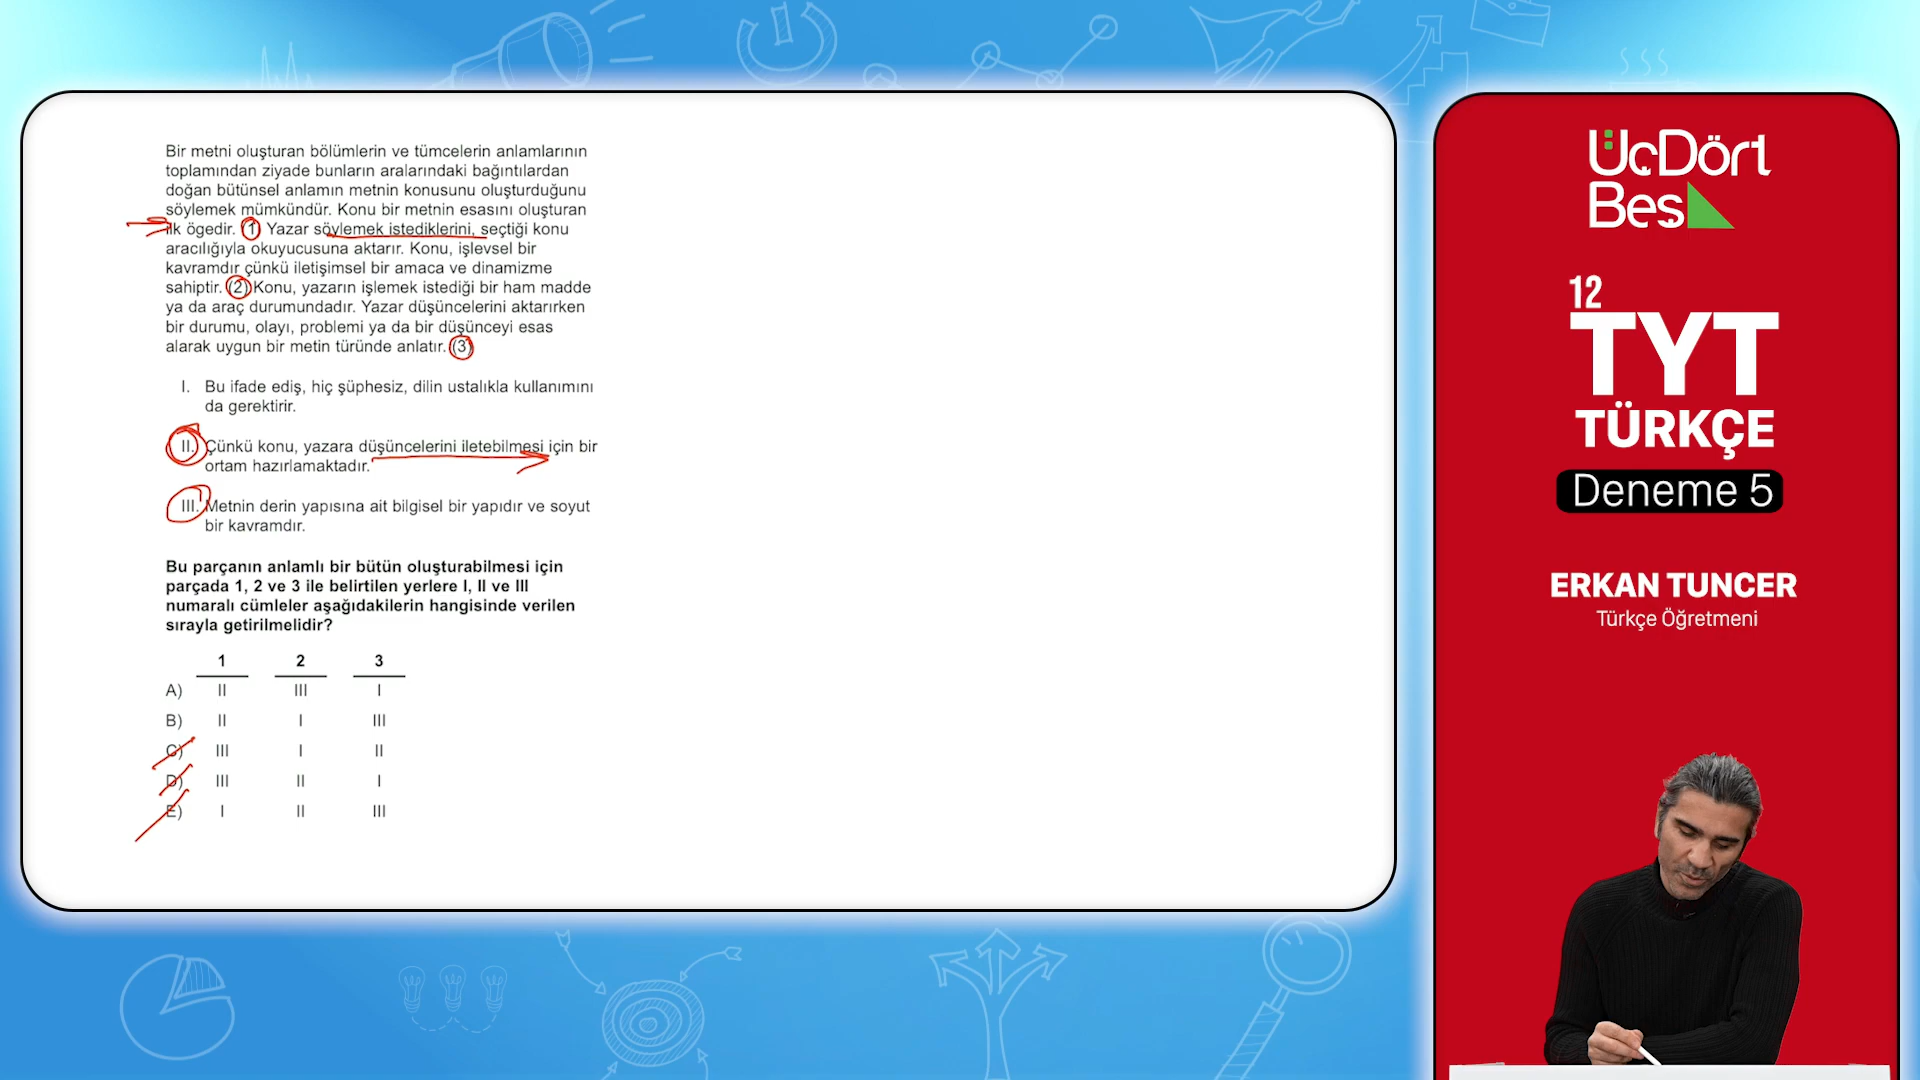 Bir metni oluşturan bölümlerin ve tümcelerin anlamlarının
toplamından ziyade bunların aralarındaki bağıntılardan
doğan bütünsel anlamın metnin konusunu oluşturduğunu
söylemek mümkündür. Konu bir metnin esasını oluşturan
ilk ögedir. (1) Yazar söylemek istediklerini, seçtiği konu
aracılığıyla okuyucusuna aktarır. Konu, işlevsel bir
kavramdır çünkü iletişimsel bir amaca ve dinamizme
sahiptir. (2) Konu, yazarın işlemek istediği bir ham madde
ya da araç durumundadır. Yazar düşüncelerini aktarırken
bir durumu, olayı, problemi ya da bir düşünceyi esas
alarak uygun bir metin türünde anlatır. (3)
I. Bu ifade ediş, hiç şüphesiz, dilin ustalıkla kullanımını
da gerektirir.
II. Çünkü konu, yazara düşüncelerini iletebilmesi için bir
ortam hazırlamaktadır.
III. Metnin derin yapısına ait bilgisel bir yapıdır ve soyut
bir kavramdır.
Bu parçanın anlamlı bir bütün oluşturabilmesi için
parçada 1, 2 ve 3 ile belirtilen yerlere I, II ve III
numaralı cümleler aşağıdakilerin hangisinde verilen
sırayla getirilmelidir?
1 2 3
A) II III I
B) II I III
C) III I II
D) III II I
E) I II III
ÜçDört
Beş
12
TYT
TÜRKÇE
Deneme 5
ERKAN TUNCER
Türkçe Öğretmeni